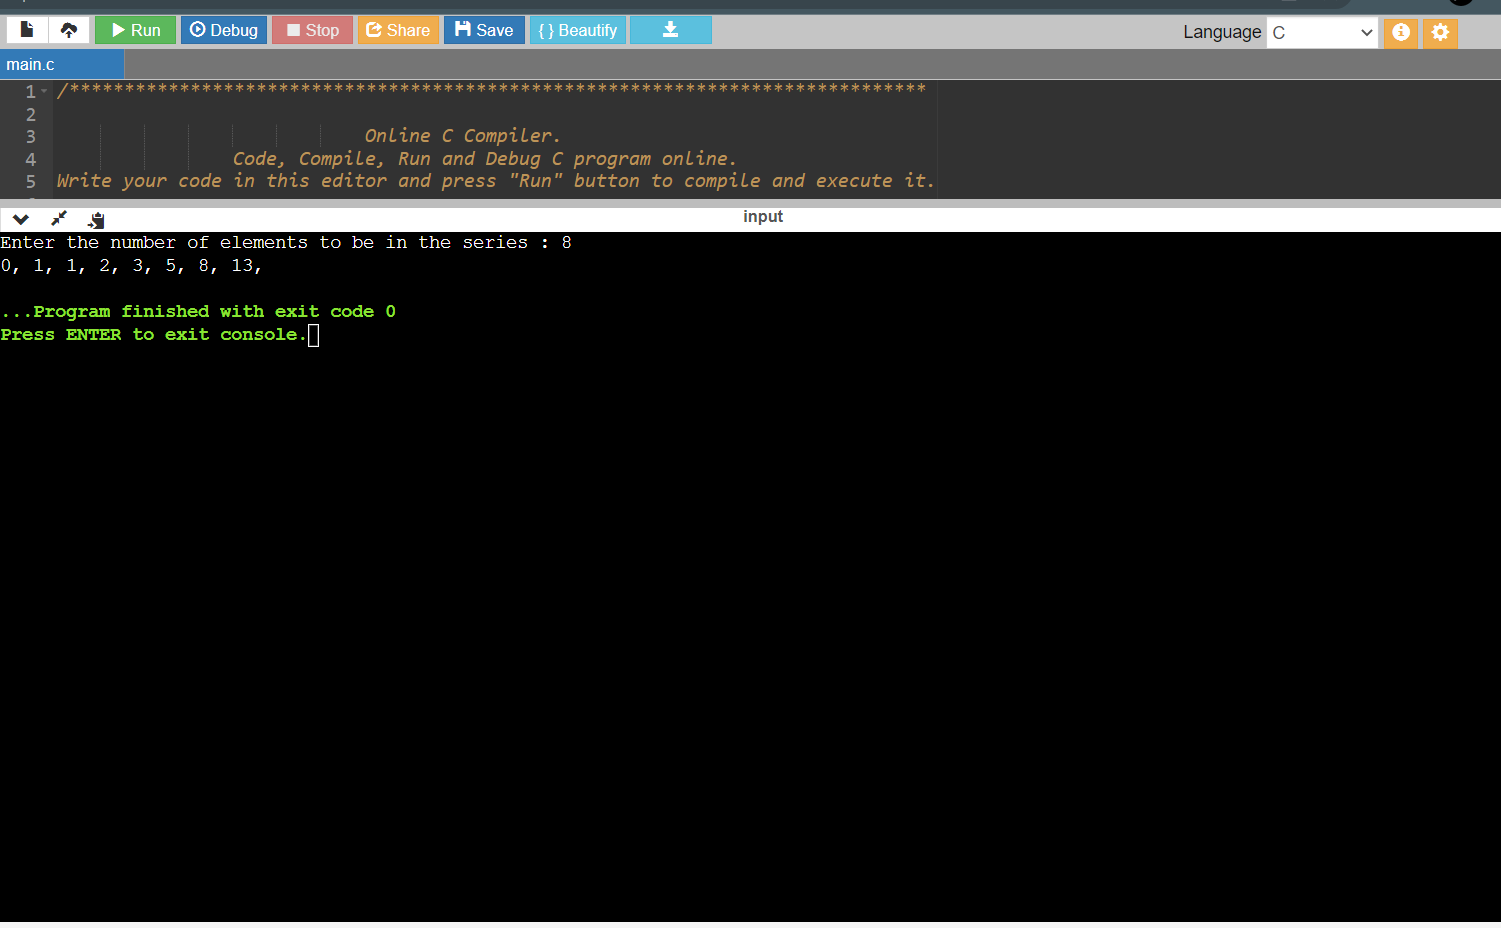 Run Debug Stop Share Save { } Beautify Language C
main.c
1 /******************************************************************************
2
3 Online C Compiler.
4 Code, Compile, Run and Debug C program online.
5 Write your code in this editor and press "Run" button to compile and execute it.
input
Enter the number of elements to be in the series : 8
0, 1, 1, 2, 3, 5, 8, 13,
...Program finished with exit code 0
Press ENTER to exit console.